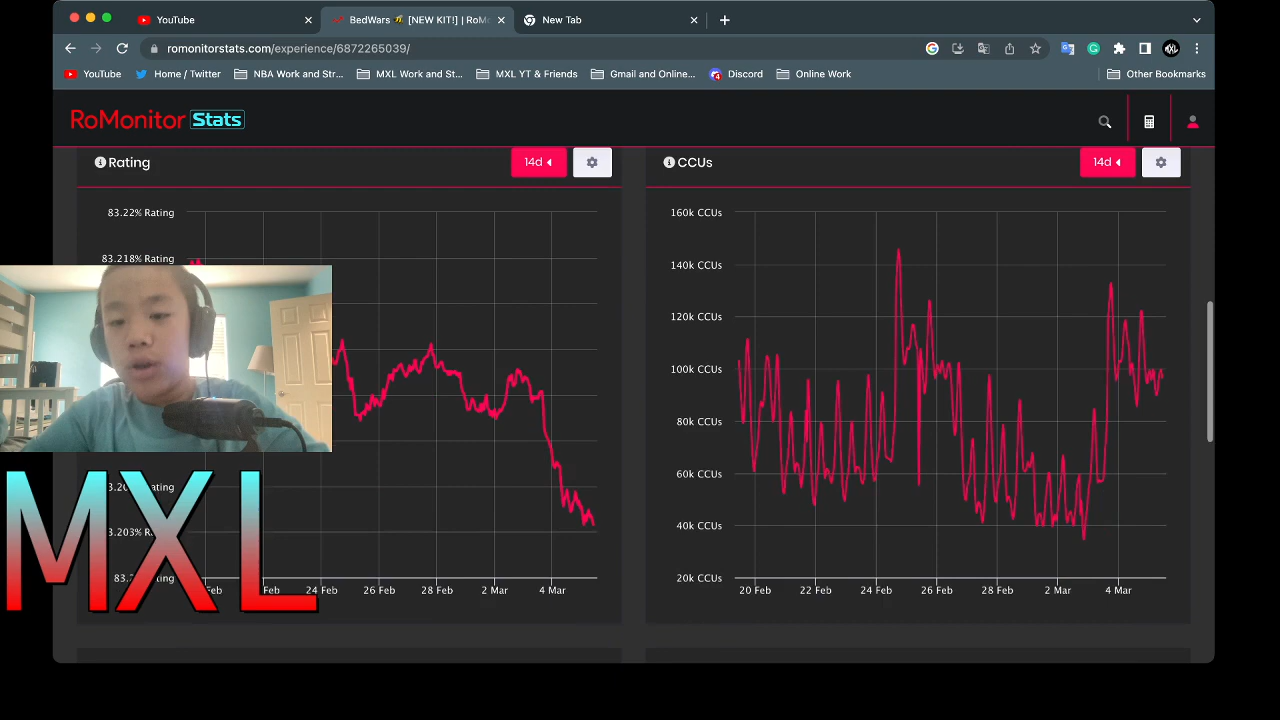 YouTube
BedWars 🐝 [NEW KIT!] | RoMo
New Tab
romonitorstats.com/experience/6872265039/
YouTube
Home / Twitter
NBA Work and Str...
MXL Work and St...
MXL YT & Friends
Gmail and Online...
Discord
Online Work
Other Bookmarks
RoMonitor Stats
Rating
14d
83.22% Rating
83.218% Rating
24 Feb
26 Feb
28 Feb
2 Mar
4 Mar
CCUs
14d
160k CCUs
140k CCUs
120k CCUs
100k CCUs
80k CCUs
60k CCUs
40k CCUs
20k CCUs
20 Feb
22 Feb
24 Feb
26 Feb
28 Feb
2 Mar
4 Mar
MXL